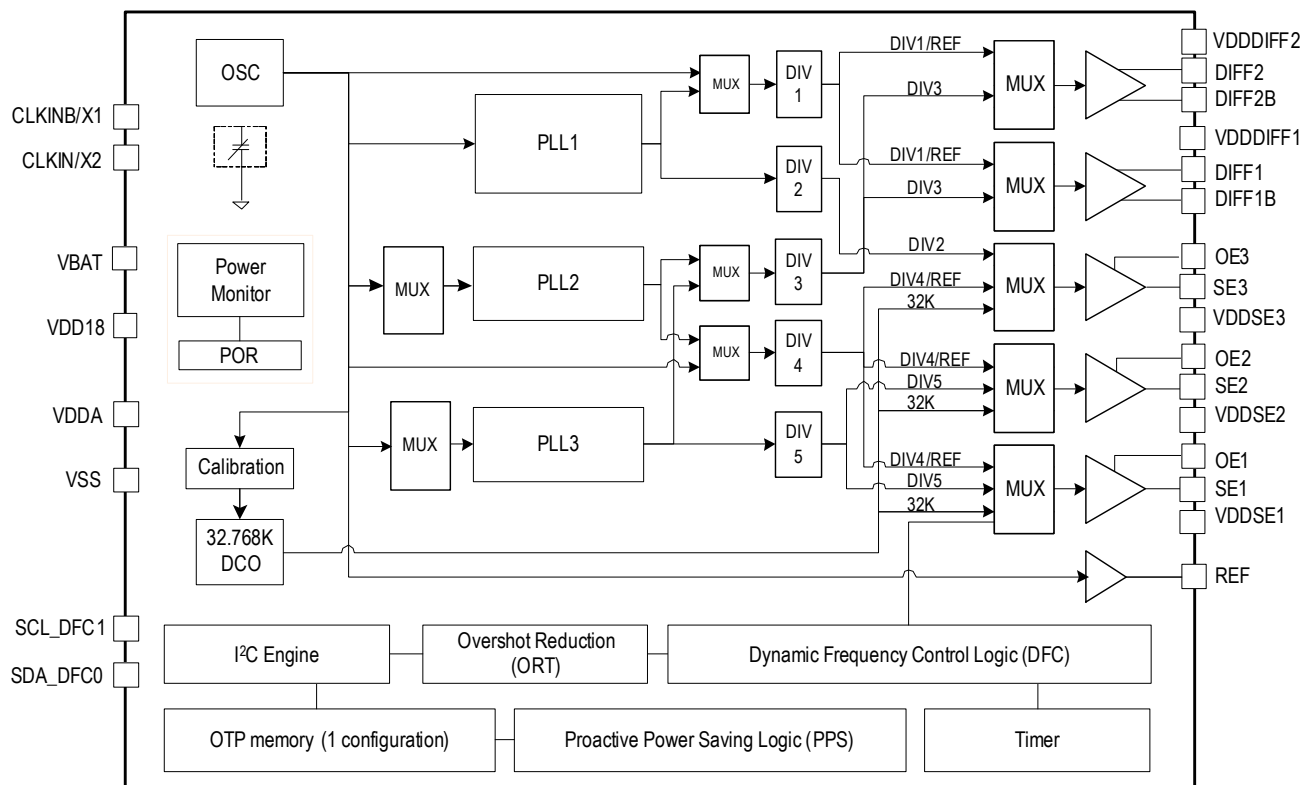 CLKINB/X1
CLKIN/X2
VBAT
VDD18
VDDA
VSS
SCL_DFC1
SDA_DFC0
OSC
Power
Monitor
POR
Calibration
32.768K
DCO
MUX
MUX
PLL1
PLL2
PLL3
MUX
MUX
MUX
DIV
1
DIV
2
DIV
3
DIV
4
DIV
5
DIV1/REF
DIV3
DIV1/REF
DIV3
DIV2
DIV4/REF
32K
DIV4/REF
DIV5
32K
DIV4/REF
DIV5
32K
MUX
MUX
MUX
MUX
MUX
VDDDIFF2
DIFF2
DIFF2B
VDDDIFF1
DIFF1
DIFF1B
OE3
SE3
VDDSE3
OE2
SE2
VDDSE2
OE1
SE1
VDDSE1
REF
I²C Engine
Overshot Reduction
(ORT)
Dynamic Frequency Control Logic (DFC)
OTP memory (1 configuration)
Proactive Power Saving Logic (PPS)
Timer